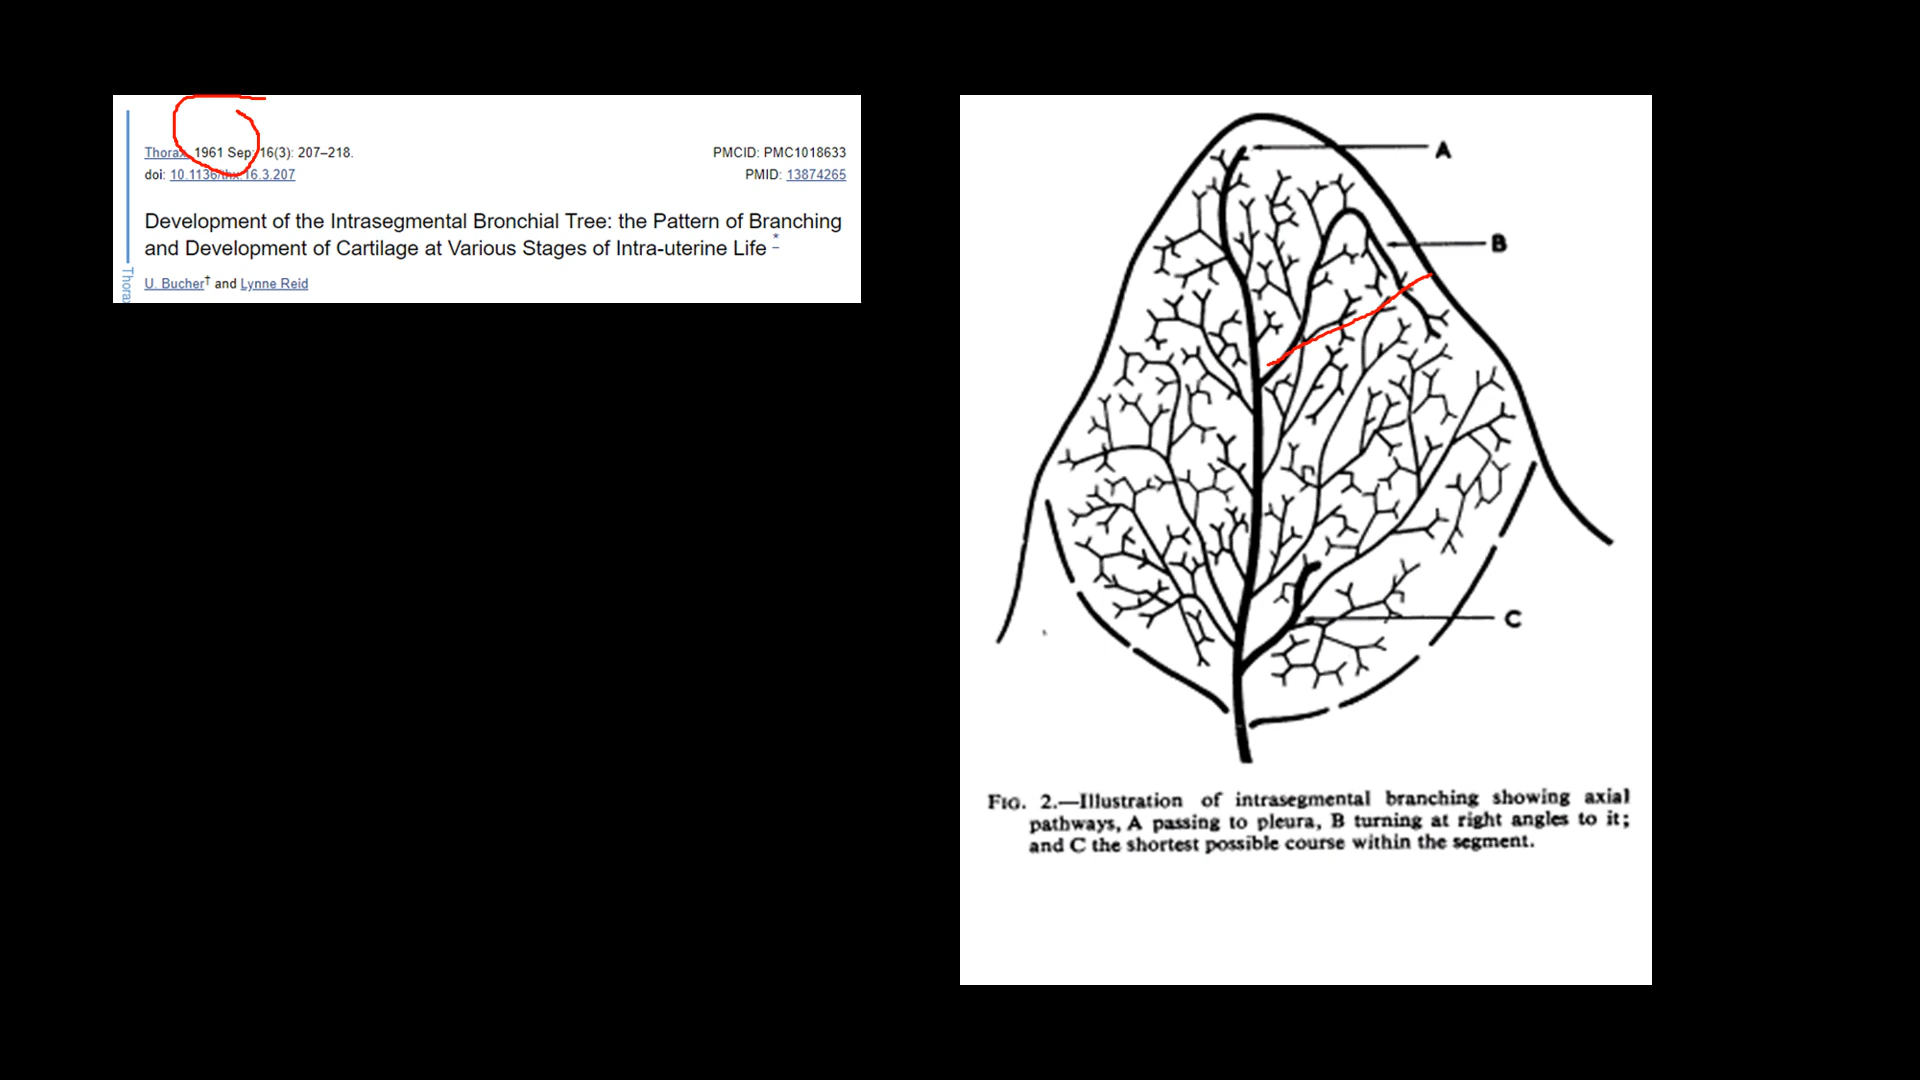 Thorax. 1961 Sep; 16(3): 207–218.
PMCID: PMC1018633
doi: 10.1136/thx.16.3.207
PMID: 13874265
Development of the Intrasegmental Bronchial Tree: the Pattern of Branching
and Development of Cartilage at Various Stages of Intra-uterine Life *
U. Bucher† and Lynne Reid
Thorax
A
B
C
FIG. 2.—Illustration of intrasegmental branching showing axial
pathways, A passing to pleura, B turning at right angles to it;
and C the shortest possible course within the segment.